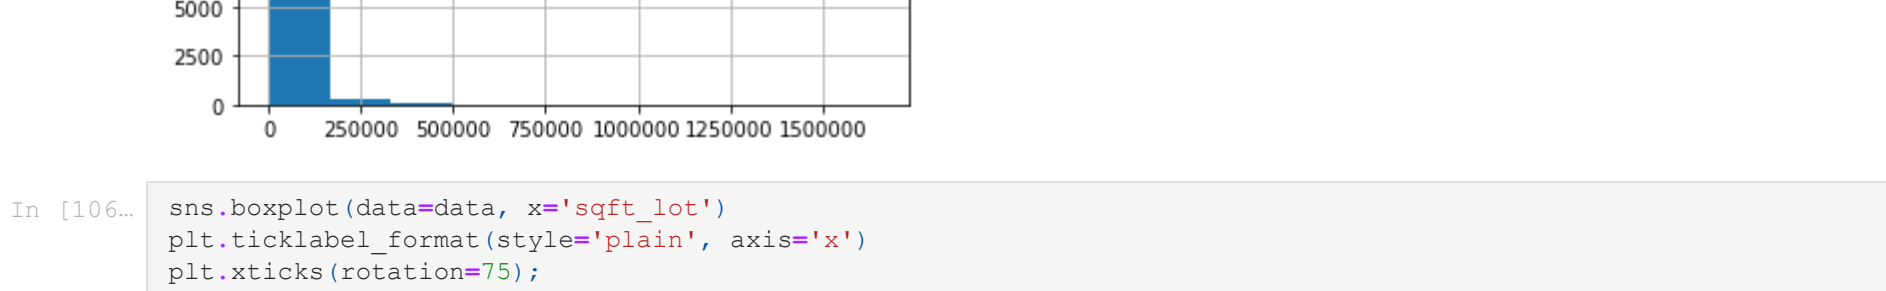 5000
2500
0
0 250000 500000 750000 1000000 1250000 1500000
In [106… sns.boxplot(data=data, x='sqft_lot')
plt.ticklabel_format(style='plain', axis='x')
plt.xticks(rotation=75);